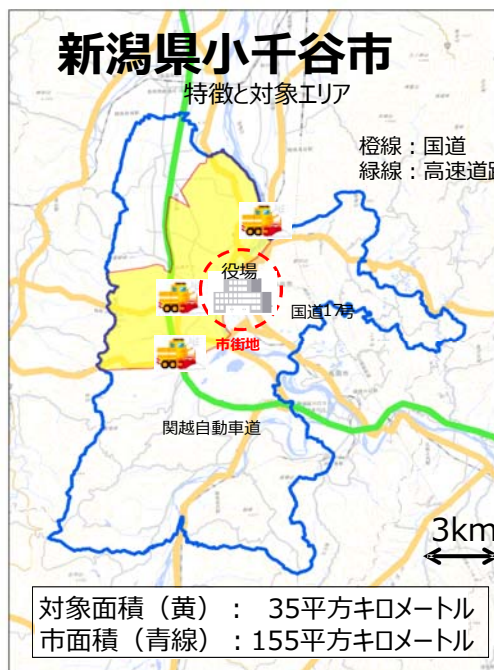 新潟県小千谷市
特徴と対象エリア
橙線：国道
緑線：高速道路
役場
国道17号
市街地
関越自動車道
3km
対象面積（黄）： 35平方キロメートル
市面積（青線）：155平方キロメートル